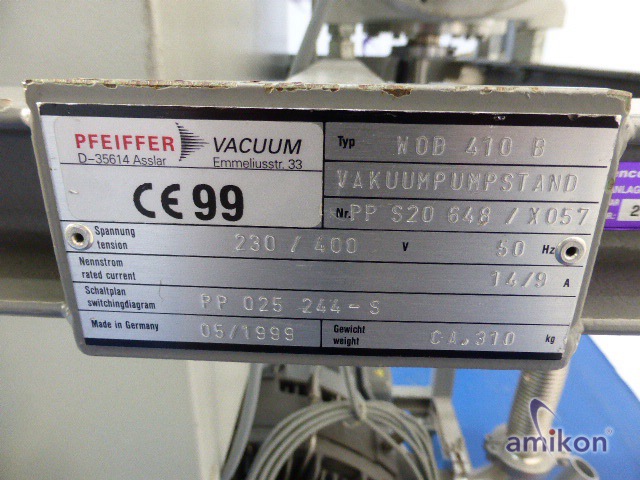 PFEIFFER VACUUM
D-35614 Asslar Emmeliusstr. 33
CE 99
Typ WOB 410 B
VAKUUMPUMPSTAND
Nr. PP S20 648 / X057
Spannung
tension 230 / 400 V 50 Hz
Nennstrom
rated current 14/9 A
Schaltplan
switchingdiagram PP 025 244-S
Made in Germany 05/1999
Gewicht
weight CA.310 kg
amikon